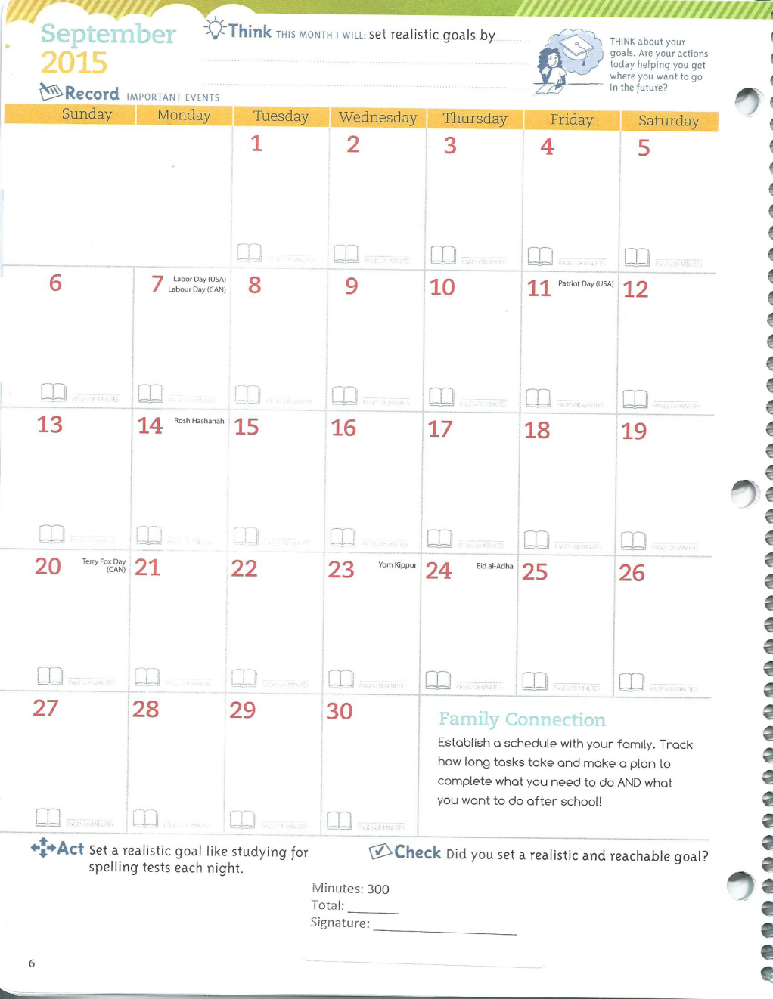 September
2015
Think THIS MONTH I WILL: set realistic goals by
THINK about your
goals. Are your actions
today helping you get
where you want to go
in the future?
Record IMPORTANT EVENTS
Sunday Monday Tuesday Wednesday Thursday Friday Saturday
1 2 3 4 5
PAGES OR MINUTES PAGES OR MINUTES PAGES OR MINUTES PAGES OR MINUTES PAGES OR MINUTES
6 7 Labor Day (USA) 8 9 10 11 Patriot Day (USA) 12
Labour Day (CAN)
PAGES OR MINUTES PAGES OR MINUTES PAGES OR MINUTES PAGES OR MINUTES PAGES OR MINUTES PAGES OR MINUTES PAGES OR MINUTES
13 14 Rosh Hashanah 15 16 17 18 19
PAGES OR MINUTES PAGES OR MINUTES PAGES OR MINUTES PAGES OR MINUTES PAGES OR MINUTES PAGES OR MINUTES PAGES OR MINUTES
20 Terry Fox Day 21 22 23 Yom Kippur 24 Eid al-Adha 25 26
(CAN)
PAGES OR MINUTES PAGES OR MINUTES PAGES OR MINUTES PAGES OR MINUTES PAGES OR MINUTES PAGES OR MINUTES PAGES OR MINUTES
27 28 29 30
Family Connection
Establish a schedule with your family. Track
how long tasks take and make a plan to
complete what you need to do AND what
you want to do after school!
PAGES OR MINUTES PAGES OR MINUTES PAGES OR MINUTES PAGES OR MINUTES
Act Set a realistic goal like studying for
spelling tests each night.
Check Did you set a realistic and reachable goal?
Minutes: 300
Total:
Signature:
6